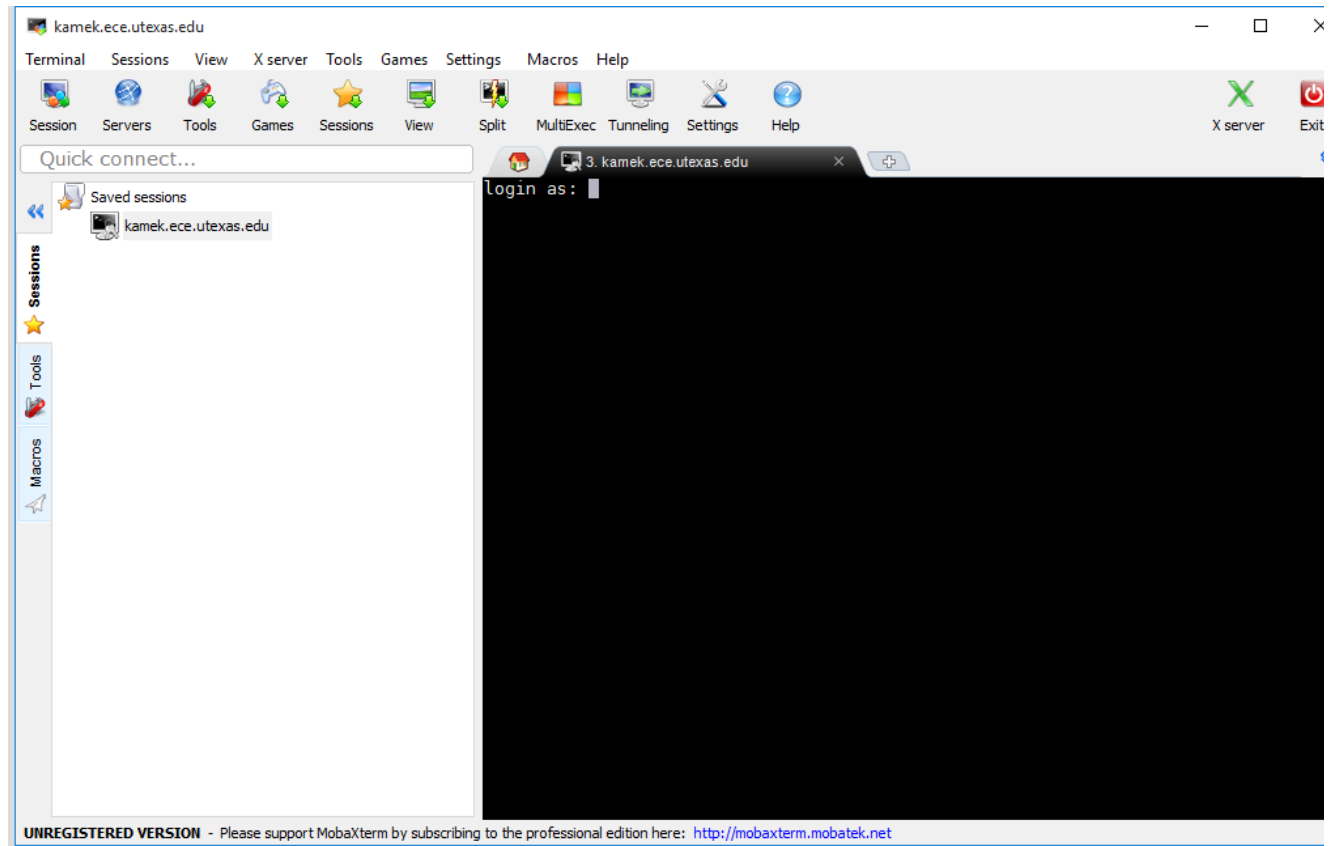 kamek.ece.utexas.edu
Terminal Sessions View X server Tools Games Settings Macros Help
Session Servers Tools Games Sessions View Split MultiExec Tunneling Settings Help X server Exit
Quick connect...
3. kamek.ece.utexas.edu
login as:
Saved sessions
kamek.ece.utexas.edu
Sessions
Tools
Macros
UNREGISTERED VERSION - Please support MobaXterm by subscribing to the professional edition here: http://mobaxterm.mobatek.net